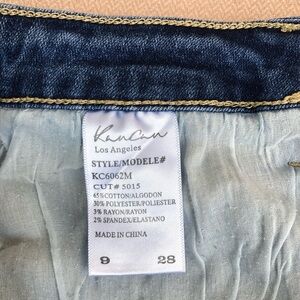 KanCan
Los Angeles
STYLE/MODELE#
KC6062M
CUT# 5015
65%COTTON/ALGODON
30%POLYESTER/POLIESTER
3% RAYON/RAYON
2% SPANDEX/ELASTANO
MADE IN CHINA
9 28